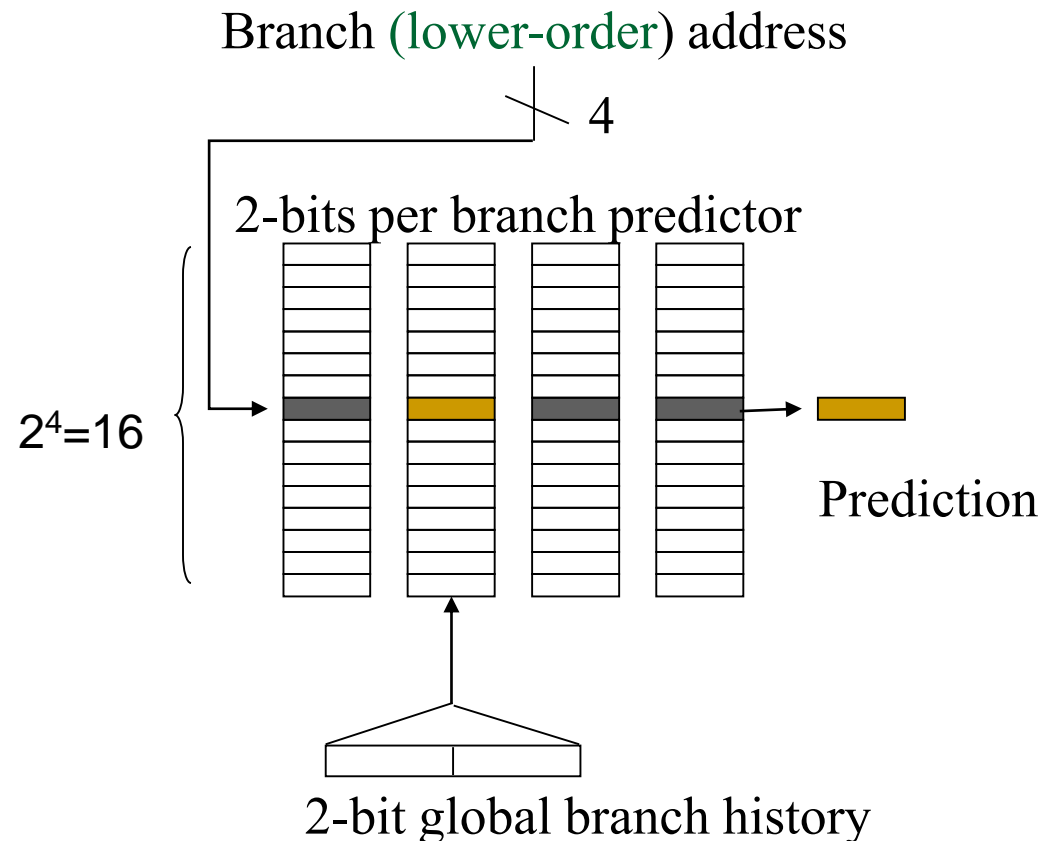 Branch (lower-order) address
4
2-bits per branch predictor
2⁴=16
Prediction
2-bit global branch history